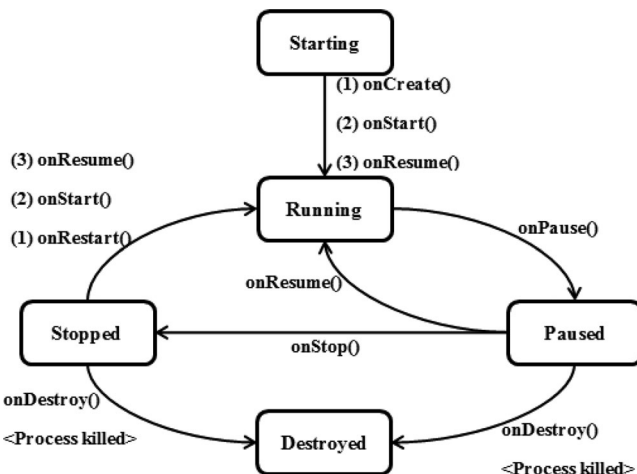 Starting
(1) onCreate()
(2) onStart()
(3) onResume()
(3) onResume()
(2) onStart()
(1) onRestart()
Running
onPause()
onResume()
Stopped
Paused
onStop()
onDestroy()
<Process killed>
Destroyed
onDestroy()
<Process killed>